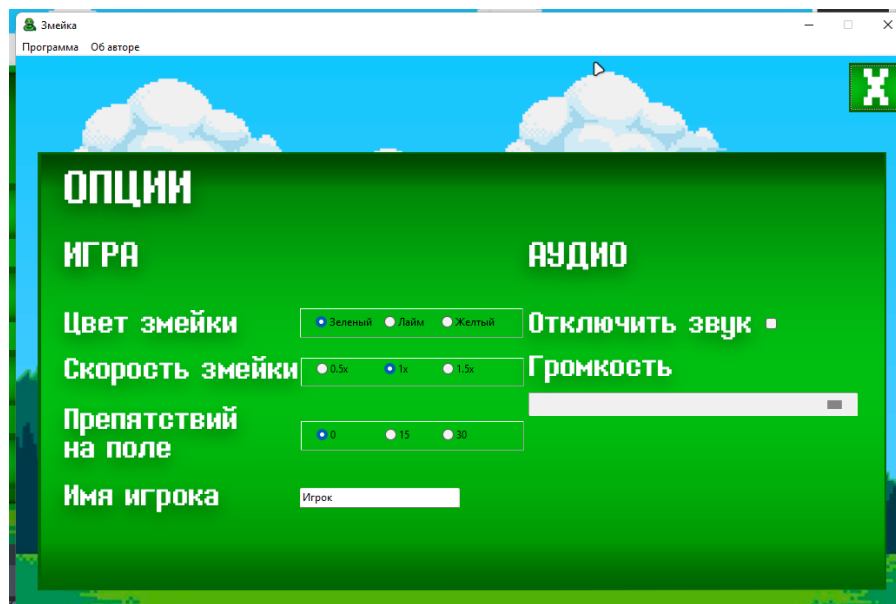 Змейка
Программа Об авторе
X
ОПЦИИ
ИГРА
АУДИО
Цвет змейки
Зеленый Лайм Желтый
Отключить звук
Скорость змейки
0.5x 1x 1.5x
Громкость
Препятствий
на поле
0 15 30
Имя игрока
Игрок